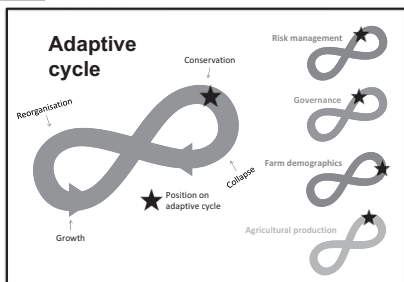 Adaptive
cycle
Conservation
Reorganisation
Collapse
Position on
adaptive cycle
Growth
Risk management
Governance
Farm demographics
Agricultural production